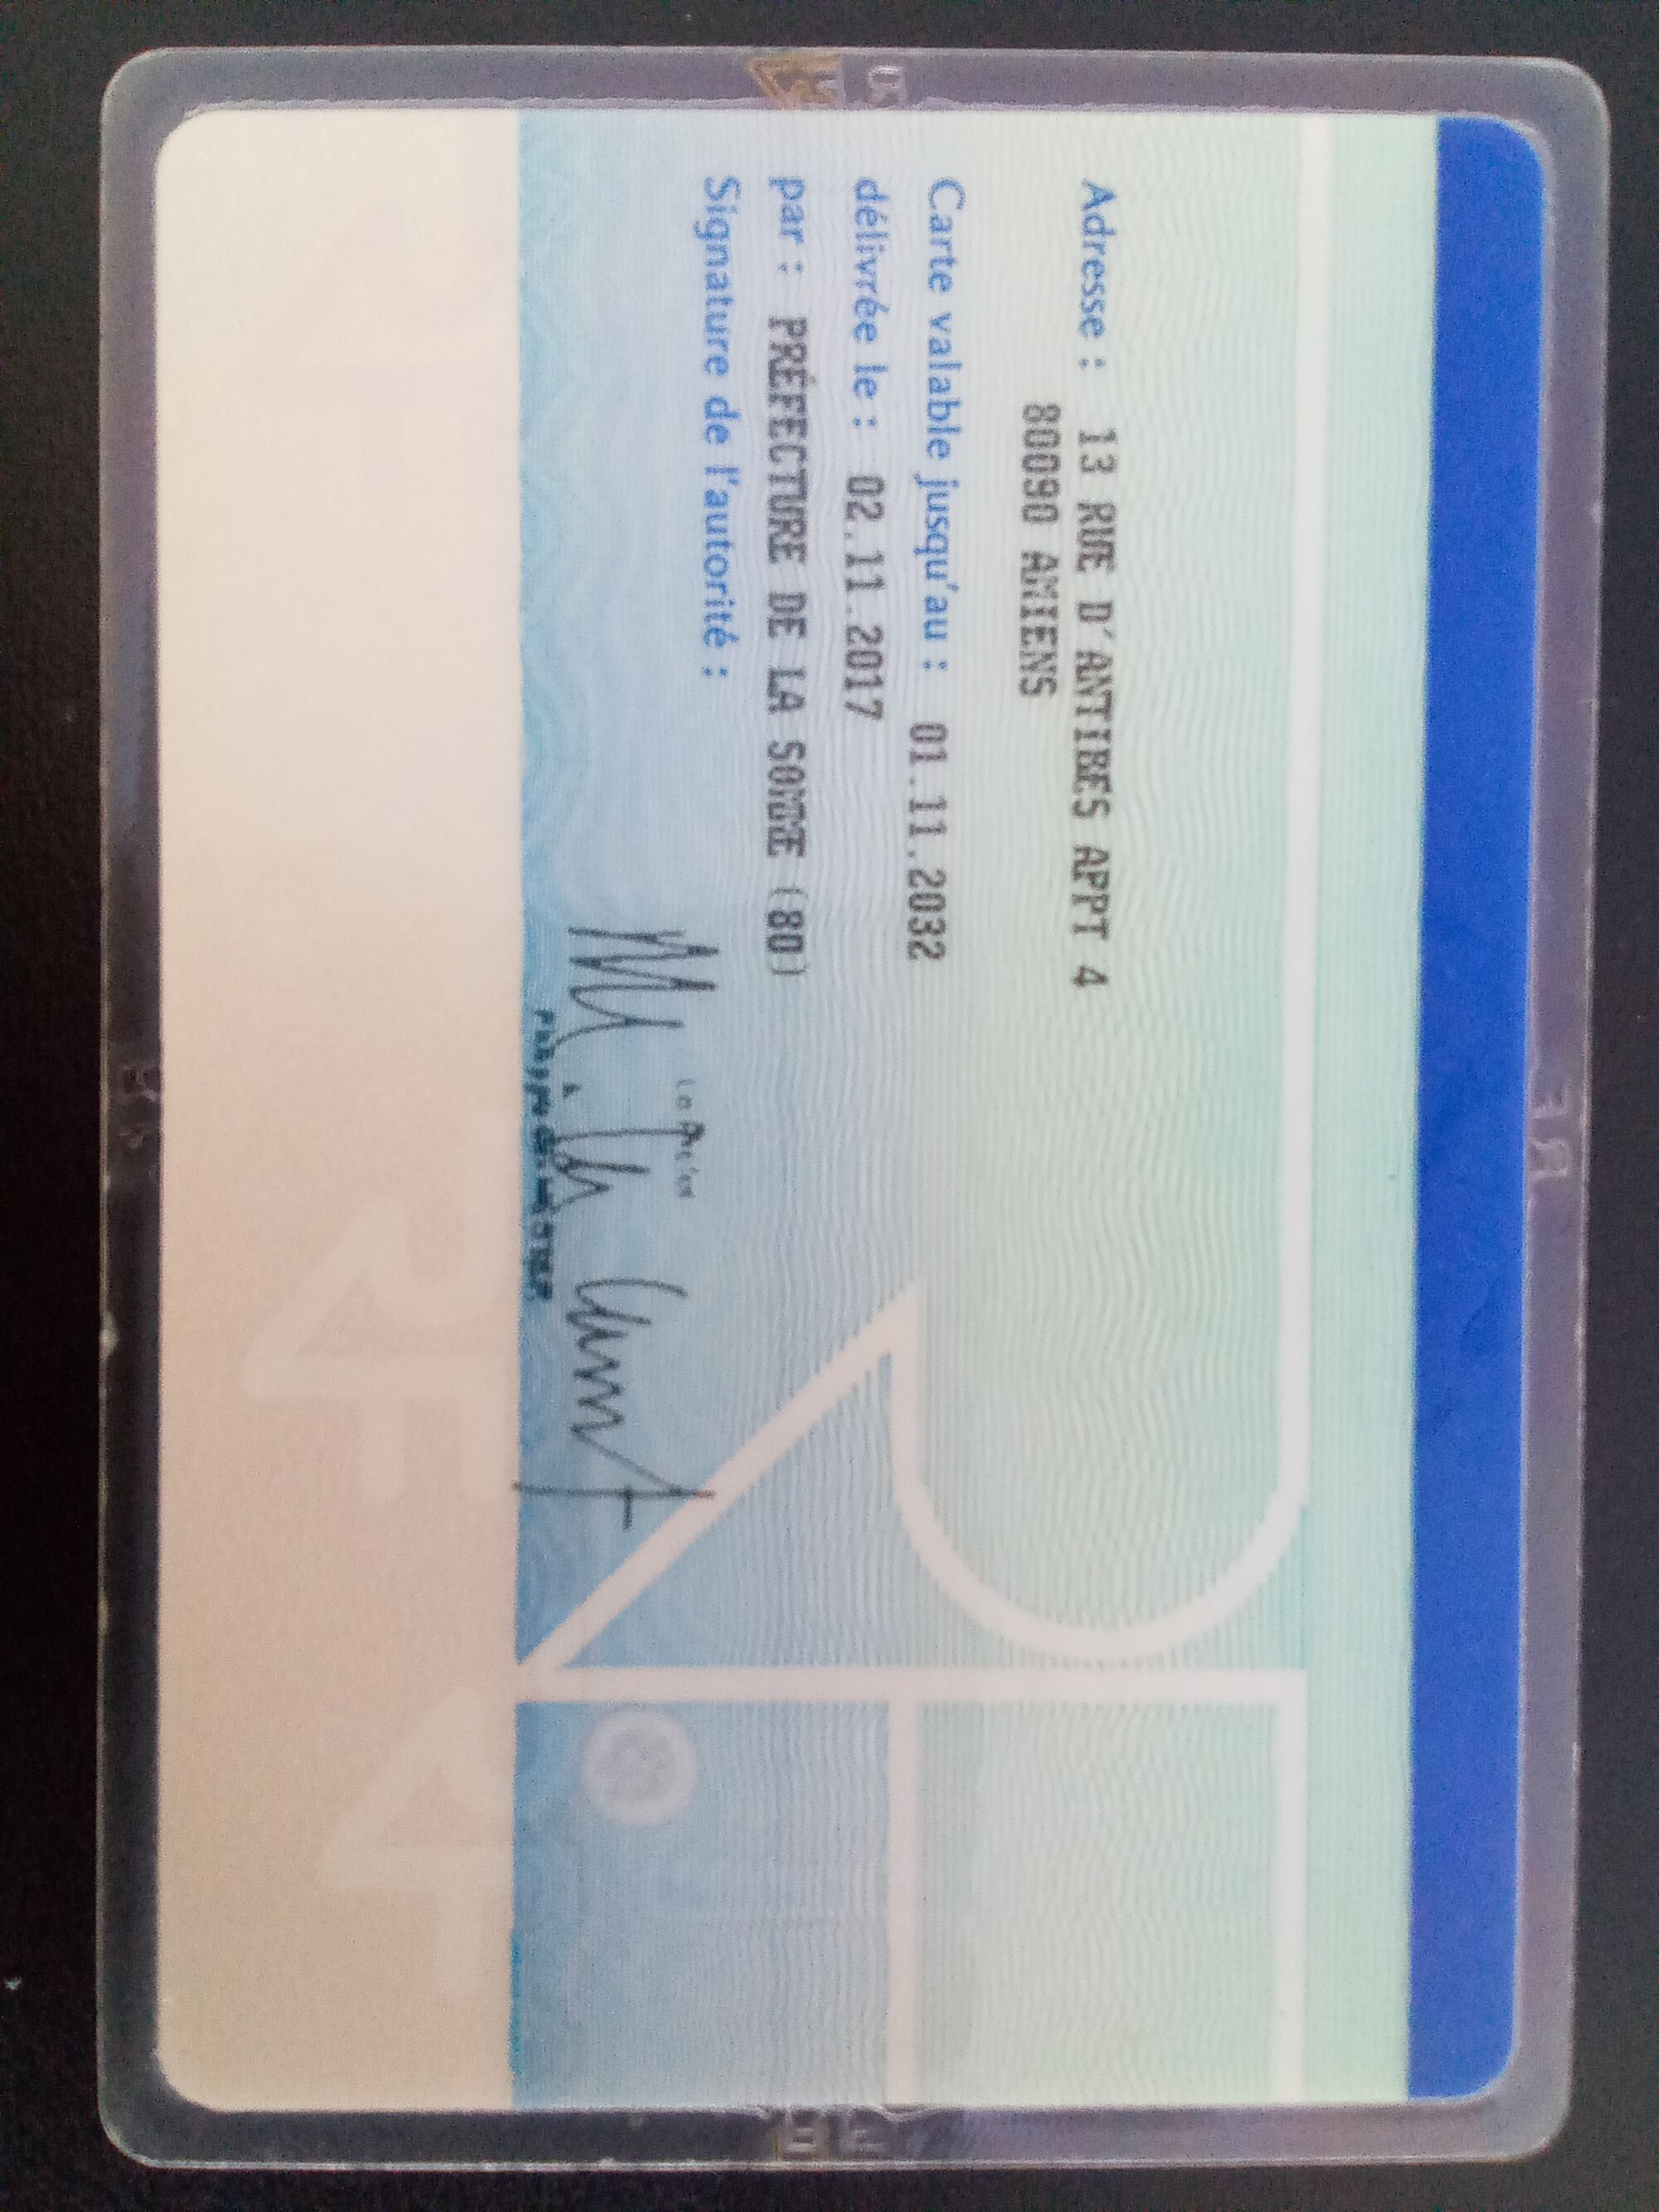 Adresse : 13 RUE D'ANTIBES APPT 4
80090 AMIENS
Carte valable jusqu'au : 01.11.2032
délivrée le : 02.11.2017
par : PRÉFECTURE DE LA SOMME (80)
Signature de l'autorité :